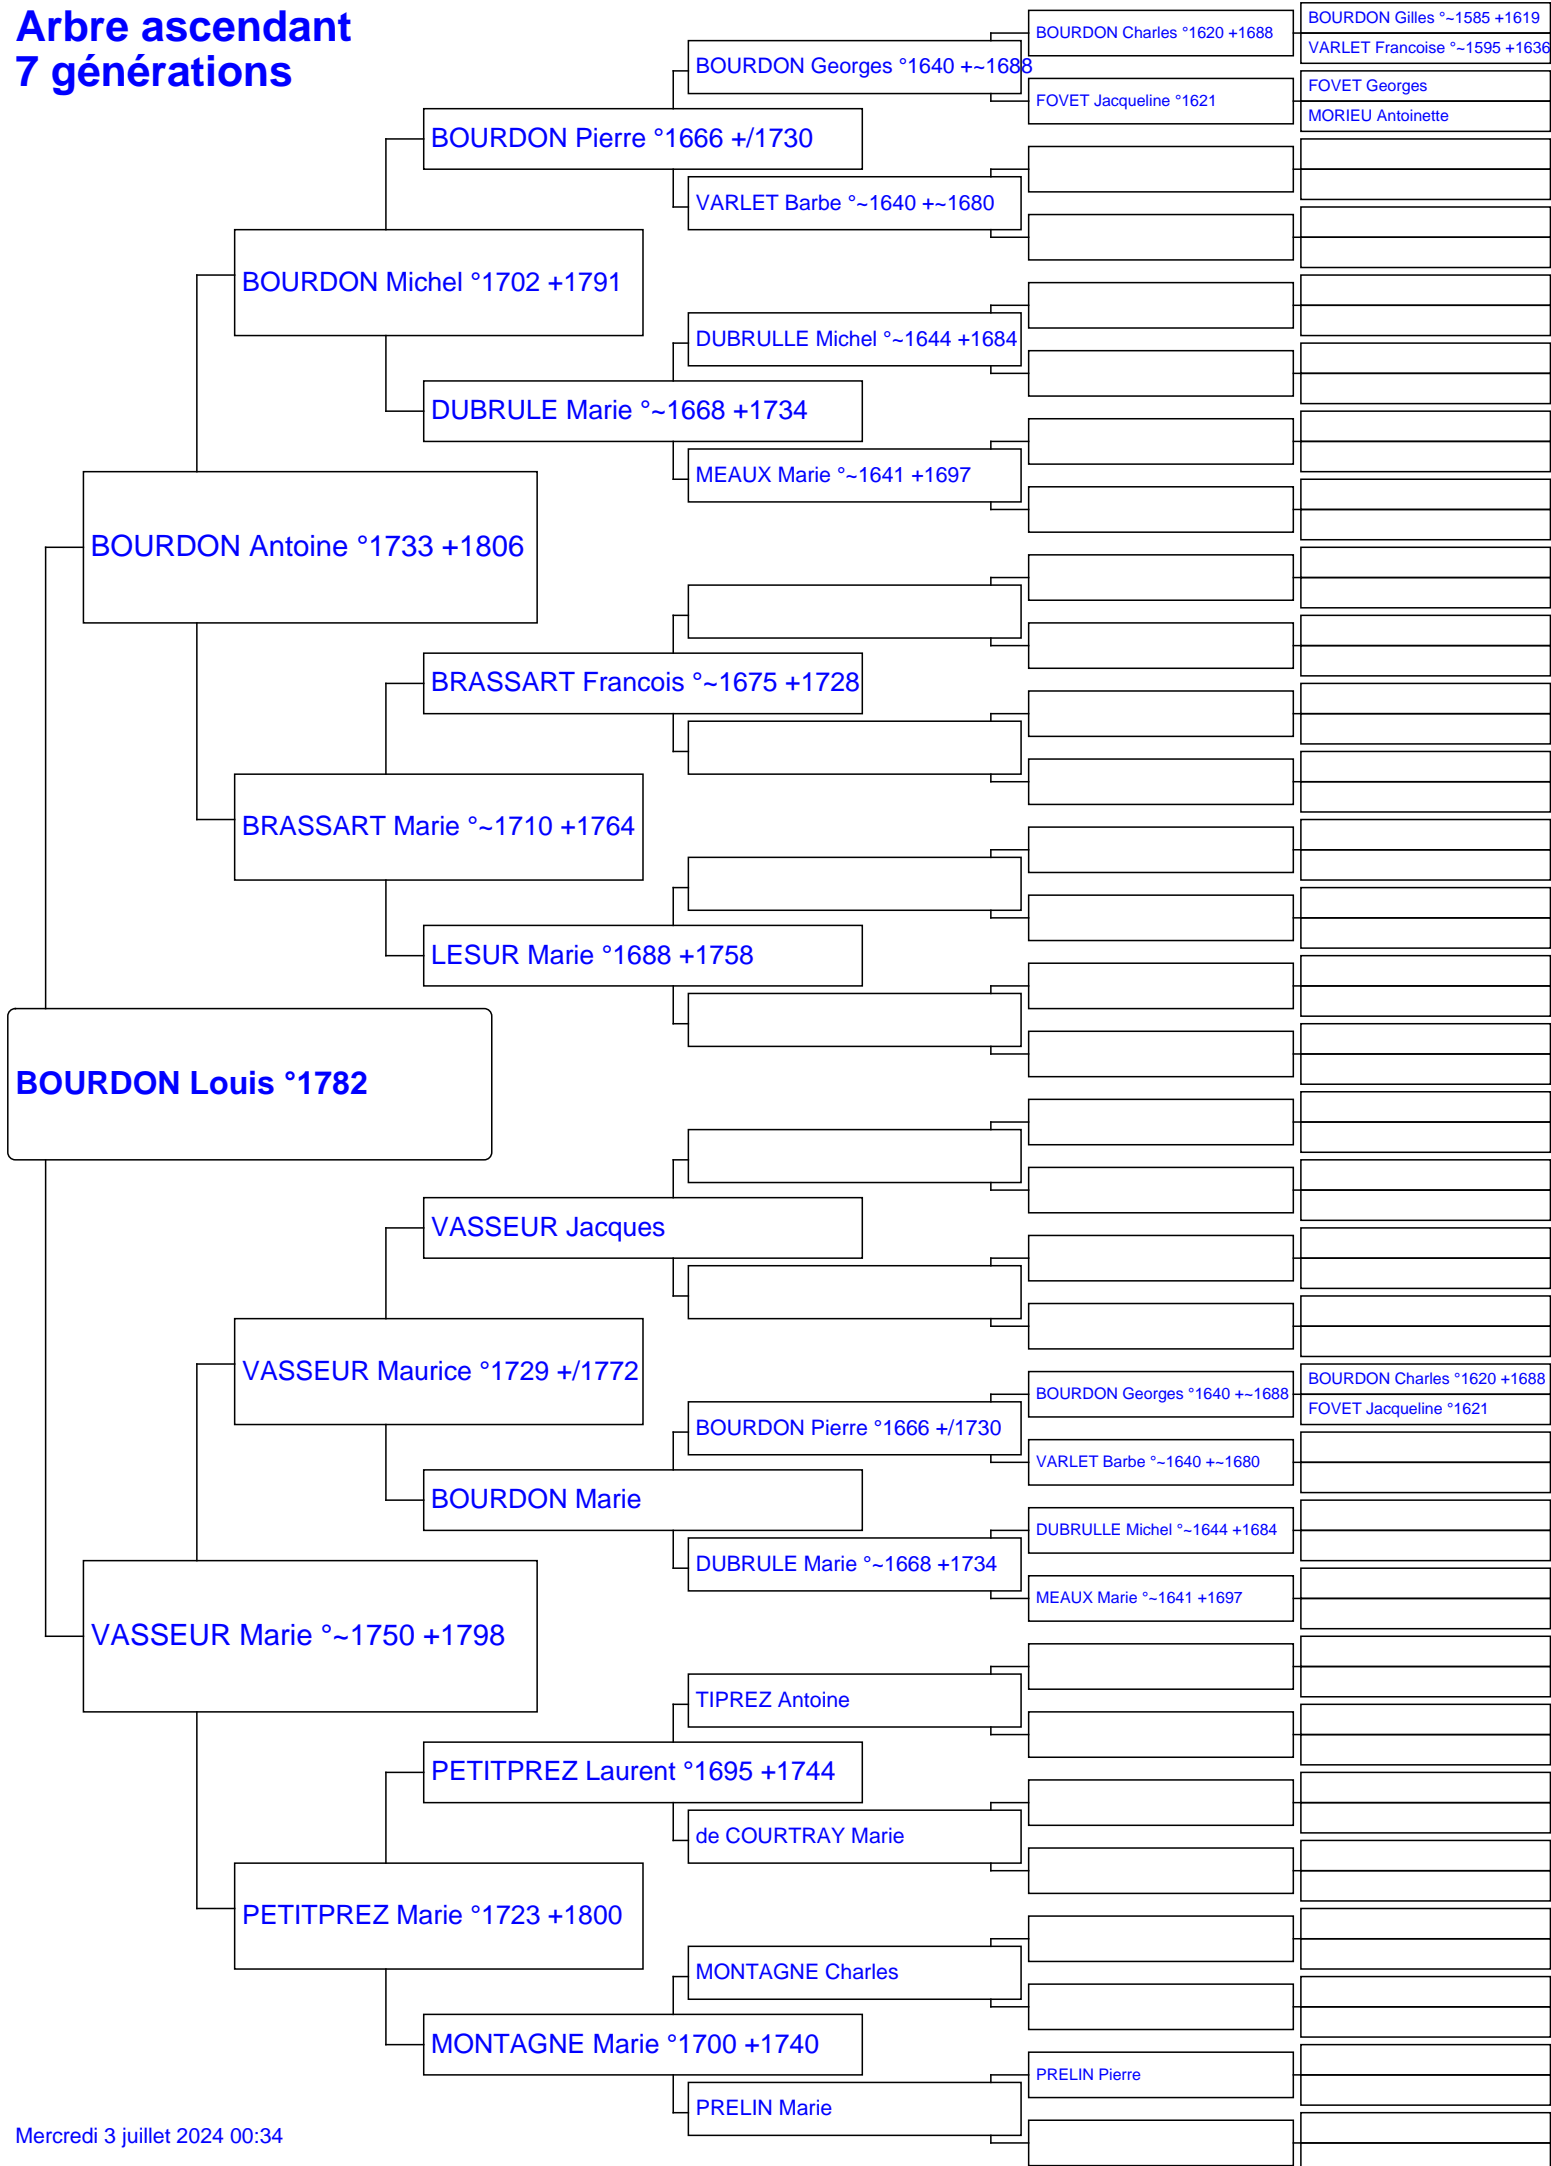 Arbre ascendant
7 générations
BOURDON Louis °1782
BOURDON Antoine °1733 +1806
VASSEUR Marie °~1750 +1798
BOURDON Michel °1702 +1791
BRASSART Marie °~1710 +1764
VASSEUR Maurice °1729 +/1772
PETITPREZ Marie °1723 +1800
BOURDON Pierre °1666 +/1730
DUBRULE Marie °~1668 +1734
BRASSART Francois °~1675 +1728
LESUR Marie °1688 +1758
VASSEUR Jacques
BOURDON Marie
PETITPREZ Laurent °1695 +1744
MONTAGNE Marie °1700 +1740
BOURDON Georges °1640 +~1688
VARLET Barbe °~1640 +~1680
DUBRULLE Michel °~1644 +1684
MEAUX Marie °~1641 +1697
BOURDON Pierre °1666 +/1730
DUBRULE Marie °~1668 +1734
TIPREZ Antoine
de COURTRAY Marie
MONTAGNE Charles
PRELIN Marie
BOURDON Charles °1620 +1688
FOVET Jacqueline °1621
BOURDON Georges °1640 +~1688
VARLET Barbe °~1640 +~1680
DUBRULLE Michel °~1644 +1684
MEAUX Marie °~1641 +1697
PRELIN Pierre
BOURDON Gilles °~1585 +1619
VARLET Francoise °~1595 +1636
FOVET Georges
MORIEU Antoinette
BOURDON Charles °1620 +1688
FOVET Jacqueline °1621
Mercredi 3 juillet 2024 00:34